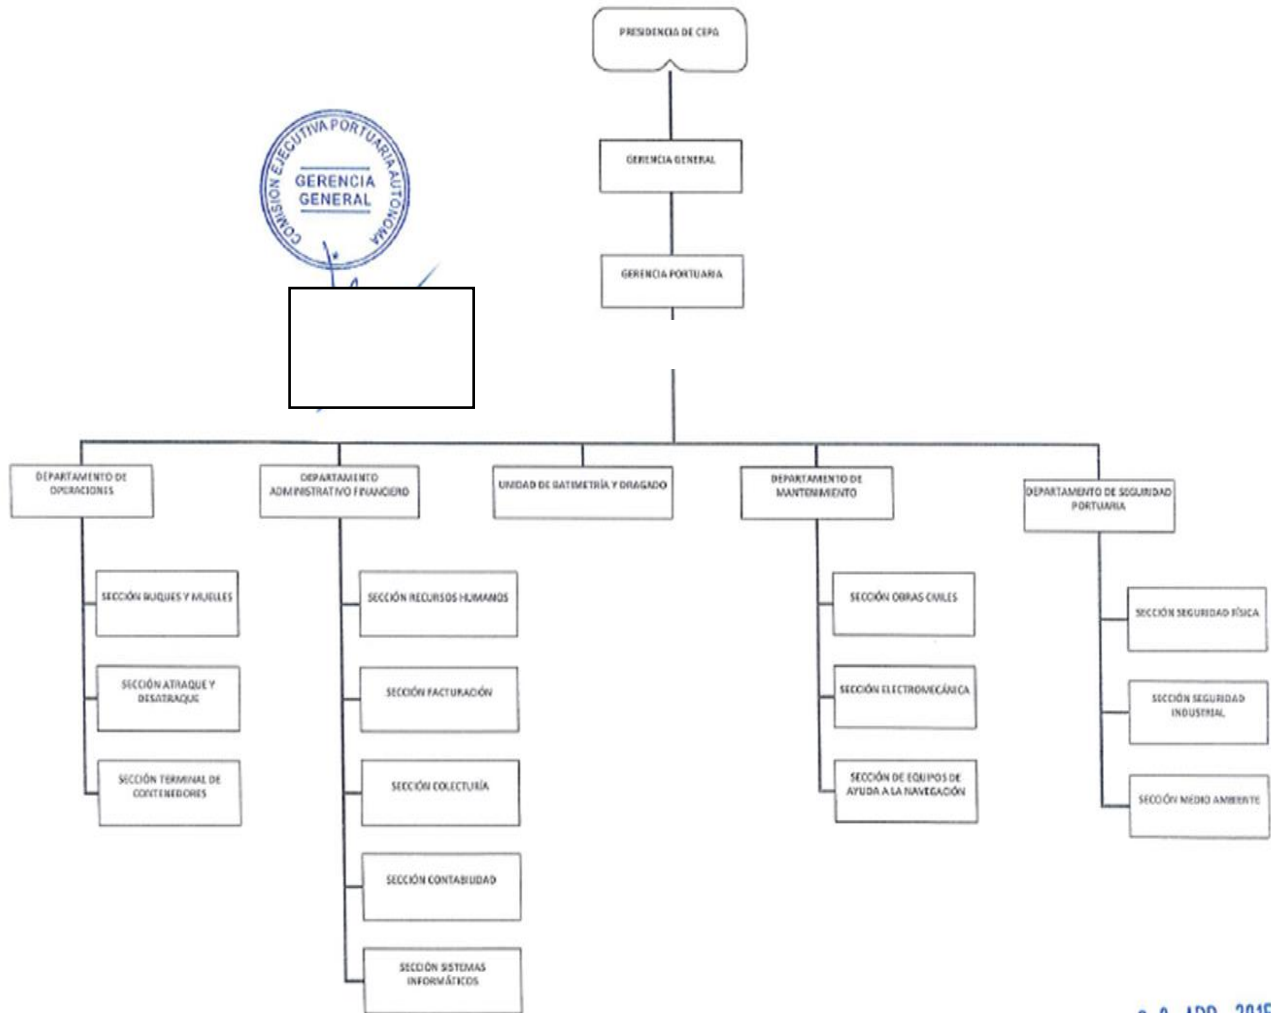 PRESIDENCIA DE CEPA
COMISION EJECUTIVA PORTUARIA AUTONOMA
GERENCIA
GENERAL
GERENCIA GENERAL
GERENCIA PORTUARIA
DEPARTAMENTO DE
OPERACIONES
DEPARTAMENTO
ADMINISTRATIVO FINANCIERO
UNIDAD DE BATIMETRÍA Y DRAGADO
DEPARTAMENTO DE
MANTENIMIENTO
DEPARTAMENTO DE SEGURIDAD
PORTUARIA
SECCIÓN BUQUES Y MUELLES
SECCIÓN ATRAQUE Y
DESATRAQUE
SECCIÓN TERMINAL DE
CONTENEDORES
SECCIÓN RECURSOS HUMANOS
SECCIÓN FACTURACIÓN
SECCIÓN COLECTURÍA
SECCIÓN CONTABILIDAD
SECCIÓN SISTEMAS
INFORMÁTICOS
SECCIÓN OBRAS CIVILES
SECCIÓN ELECTROMECÁNICA
SECCIÓN DE EQUIPOS DE
AYUDA A LA NAVEGACIÓN
SECCIÓN SEGURIDAD FÍSICA
SECCIÓN SEGURIDAD
INDUSTRIAL
SECCIÓN MEDIO AMBIENTE